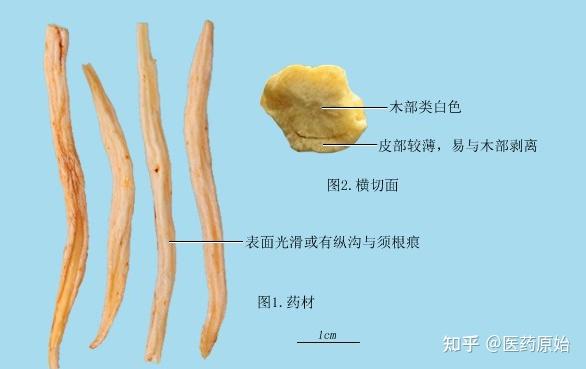 木部类白色
皮部较薄，易与木部剥离
图2.横切面
表面光滑或有纵沟与须根痕
图1.药材
1cm
知乎 @医药原始